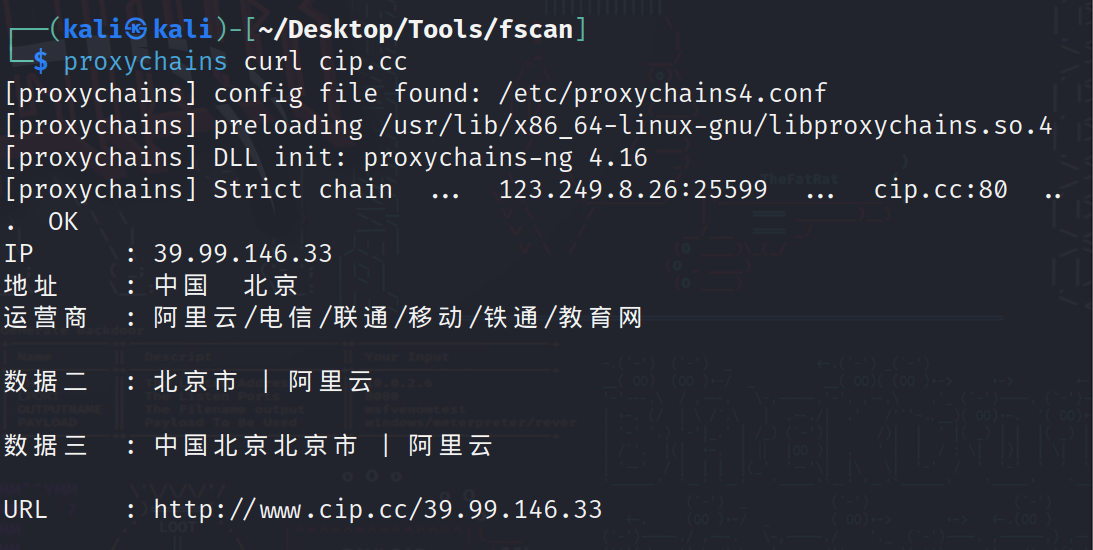 ┌──(kali㉿kali)-[~/Desktop/Tools/fscan]
└─$ proxychains curl cip.cc
[proxychains] config file found: /etc/proxychains4.conf
[proxychains] preloading /usr/lib/x86_64-linux-gnu/libproxychains.so.4
[proxychains] DLL init: proxychains-ng 4.16
[proxychains] Strict chain  ...  123.249.8.26:25599  ...  cip.cc:80  ..
.  OK
IP      : 39.99.146.33
地址    : 中国  北京
运营商  : 阿里云/电信/联通/移动/铁通/教育网
数据二  : 北京市 | 阿里云
数据三  : 中国北京北京市 | 阿里云
URL     : http://www.cip.cc/39.99.146.33
TheFatRat